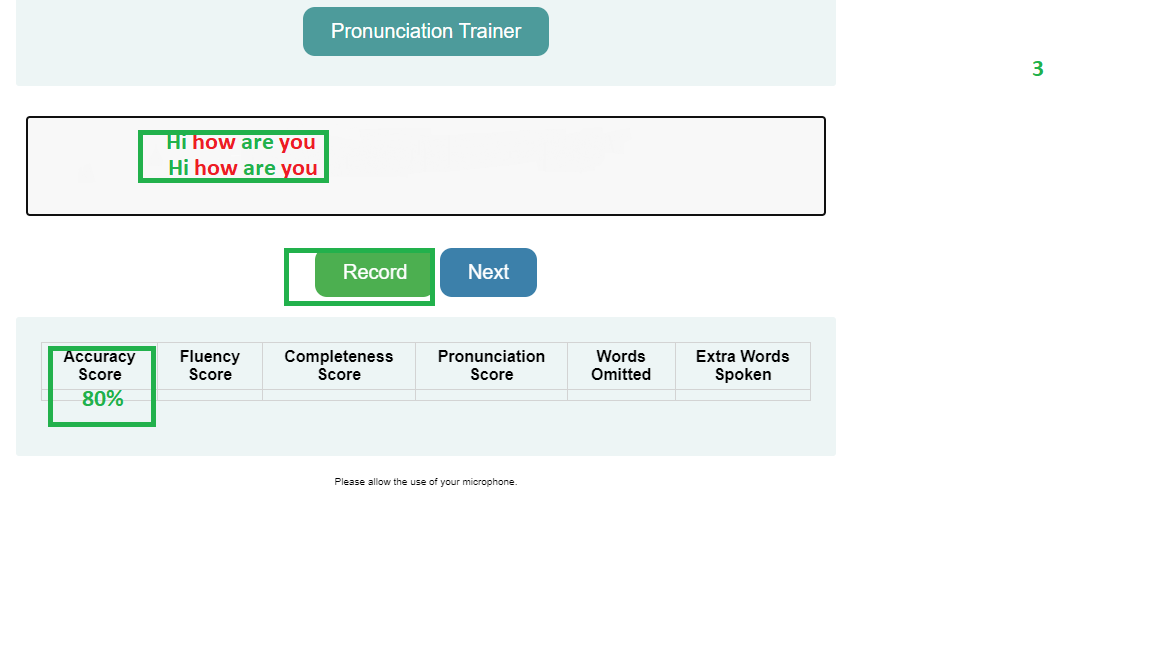 Pronunciation Trainer
3
Hi how are you
Hi how are you
Record
Next
Accuracy Score
Fluency Score
Completeness Score
Pronunciation Score
Words Omitted
Extra Words Spoken
80%
Please allow the use of your microphone.